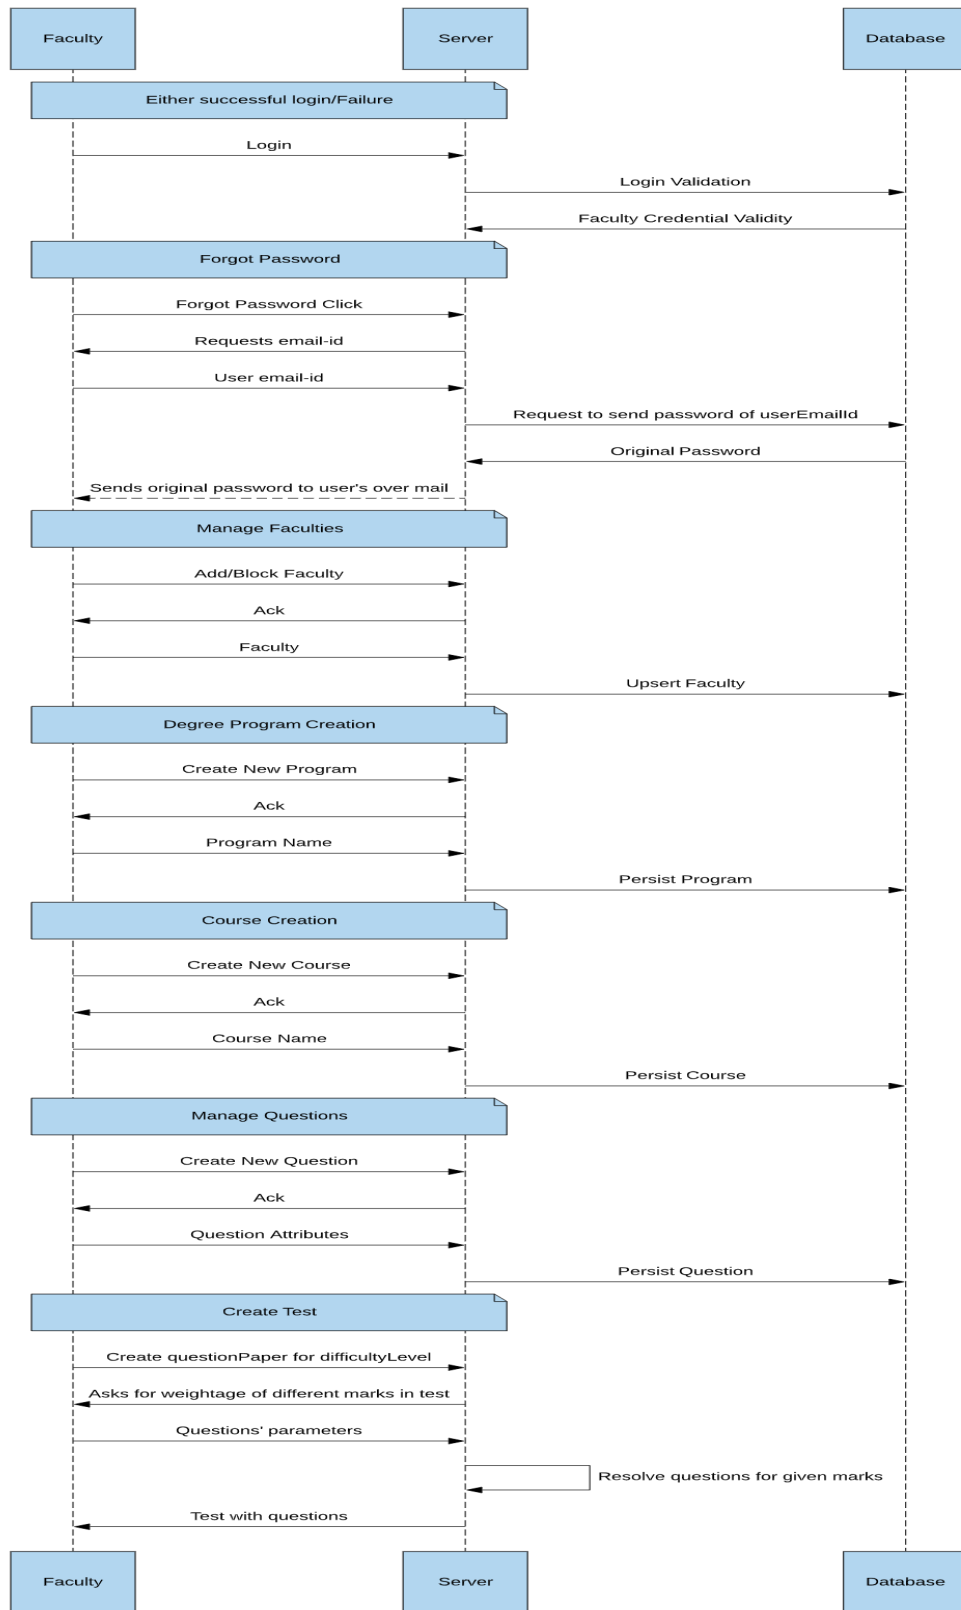 Faculty
Server
Database
Either successful login/Failure
Login
Login Validation
Faculty Credential Validity
Forgot Password
Forgot Password Click
Requests email-id
User email-id
Request to send password of userEmailId
Original Password
Sends original password to user's over mail
Manage Faculties
Add/Block Faculty
Ack
Faculty
Upsert Faculty
Degree Program Creation
Create New Program
Ack
Program Name
Persist Program
Course Creation
Create New Course
Ack
Course Name
Persist Course
Manage Questions
Create New Question
Ack
Question Attributes
Persist Question
Create Test
Create questionPaper for difficultyLevel
Asks for weightage of different marks in test
Questions' parameters
Resolve questions for given marks
Test with questions
Faculty
Server
Database